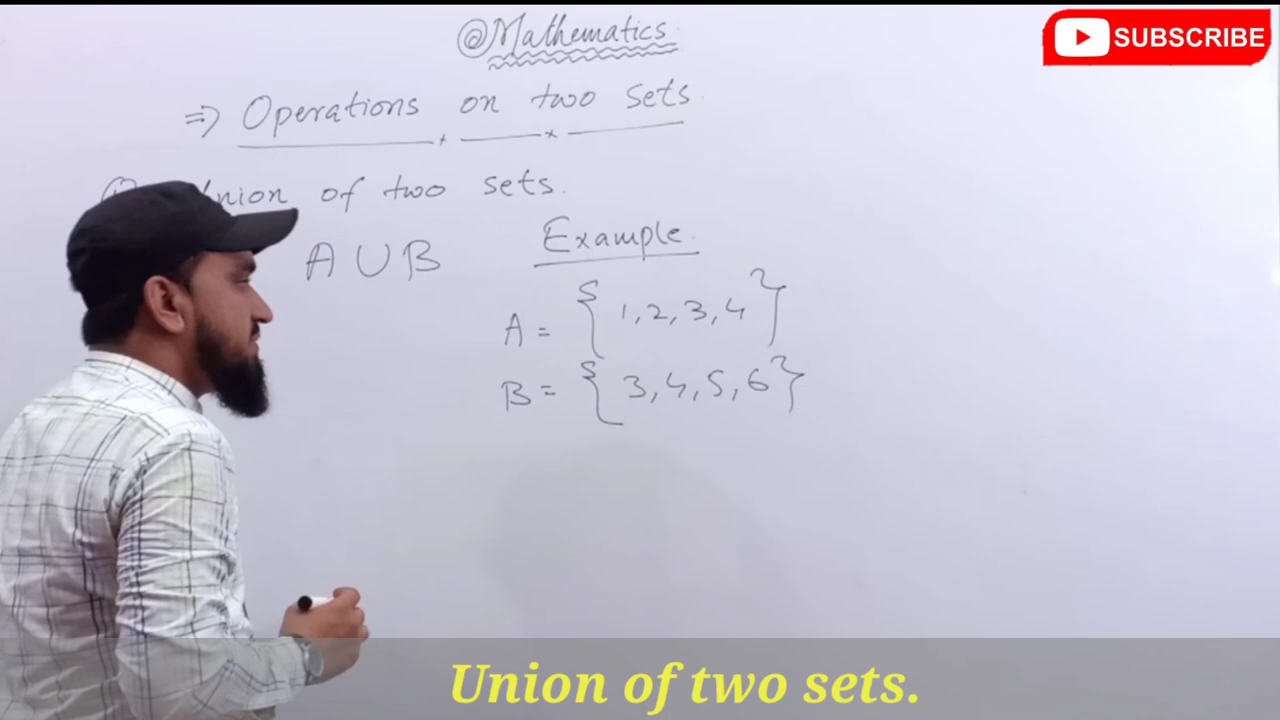 @Mathematics
SUBSCRIBE
⇒ Operations on two sets
of two sets.
A ∪ B
Example.
A = { 1, 2, 3, 4 }
B = { 3, 4, 5, 6 }
Union of two sets.